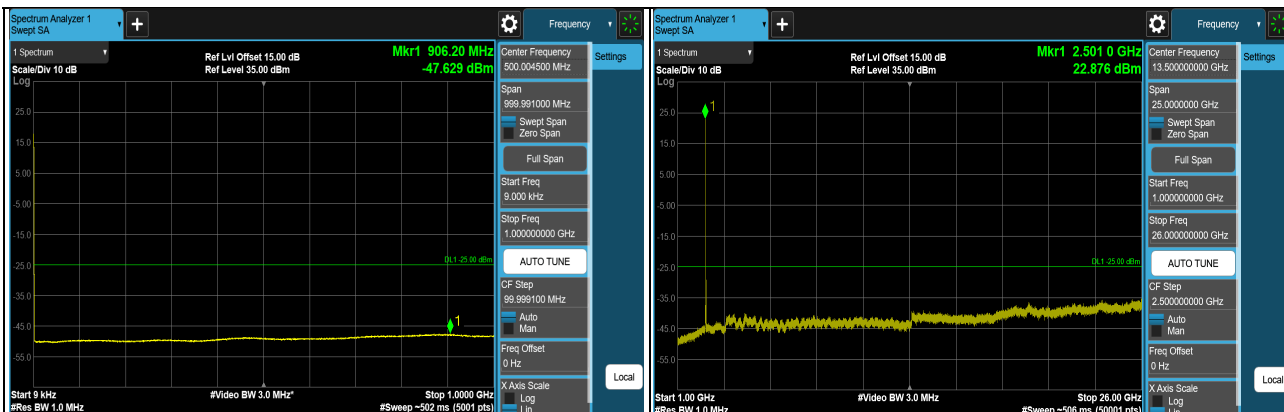 Spectrum Analyzer 1
Swept SA
+
Frequency
1 Spectrum
Scale/Div 10 dB
Log
Ref Lvl Offset 15.00 dB
Ref Level 35.00 dBm
Mkr1 906.20 MHz
-47.629 dBm
25.0
15.0
5.00
-5.00
-15.0
-25.0
-35.0
-45.0
-55.0
DL1 -25.00 dBm
1
Start 9 kHz
#Res BW 1.0 MHz
#Video BW 3.0 MHz*
Stop 1.0000 GHz
#Sweep ~502 ms (5001 pts)
Center Frequency
500.004500 MHz
Span
999.991000 MHz
Swept Span
Zero Span
Full Span
Start Freq
9.000 kHz
Stop Freq
1.000000000 GHz
AUTO TUNE
CF Step
99.999100 MHz
Auto
Man
Freq Offset
0 Hz
X Axis Scale
Log
Lin
Settings
Local
Spectrum Analyzer 1
Swept SA
+
Frequency
1 Spectrum
Scale/Div 10 dB
Log
Ref Lvl Offset 15.00 dB
Ref Level 35.00 dBm
Mkr1 2.501 0 GHz
22.876 dBm
1
25.0
15.0
5.00
-5.00
-15.0
-25.0
-35.0
-45.0
-55.0
DL1 -25.00 dBm
Start 1.00 GHz
#Res BW 1.0 MHz
#Video BW 3.0 MHz
Stop 26.00 GHz
#Sweep ~506 ms (50001 pts)
Center Frequency
13.500000000 GHz
Span
25.0000000 GHz
Swept Span
Zero Span
Full Span
Start Freq
1.000000000 GHz
Stop Freq
26.000000000 GHz
AUTO TUNE
CF Step
2.500000000 GHz
Auto
Man
Freq Offset
0 Hz
X Axis Scale
Log
Lin
Settings
Local